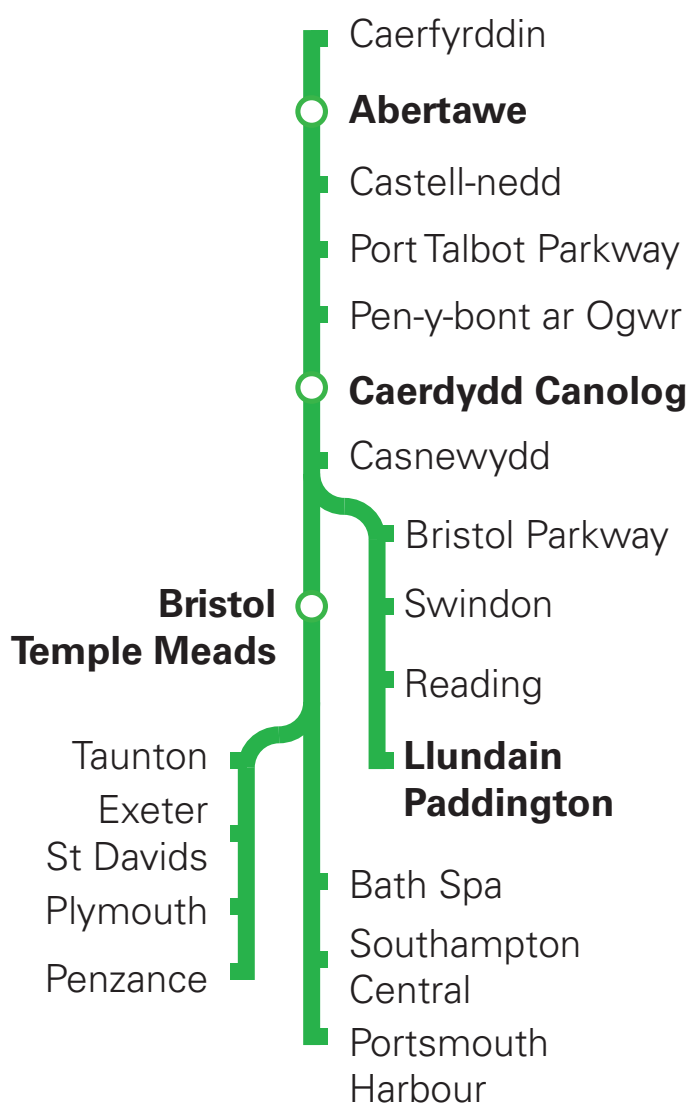 Caerfyrddin
Abertawe
Castell-nedd
Port Talbot Parkway
Pen-y-bont ar Ogwr
Caerdydd Canolog
Casnewydd
Bristol Parkway
Swindon
Reading
Llundain
Paddington
Bristol
Temple Meads
Taunton
Exeter
St Davids
Plymouth
Penzance
Bath Spa
Southampton
Central
Portsmouth
Harbour